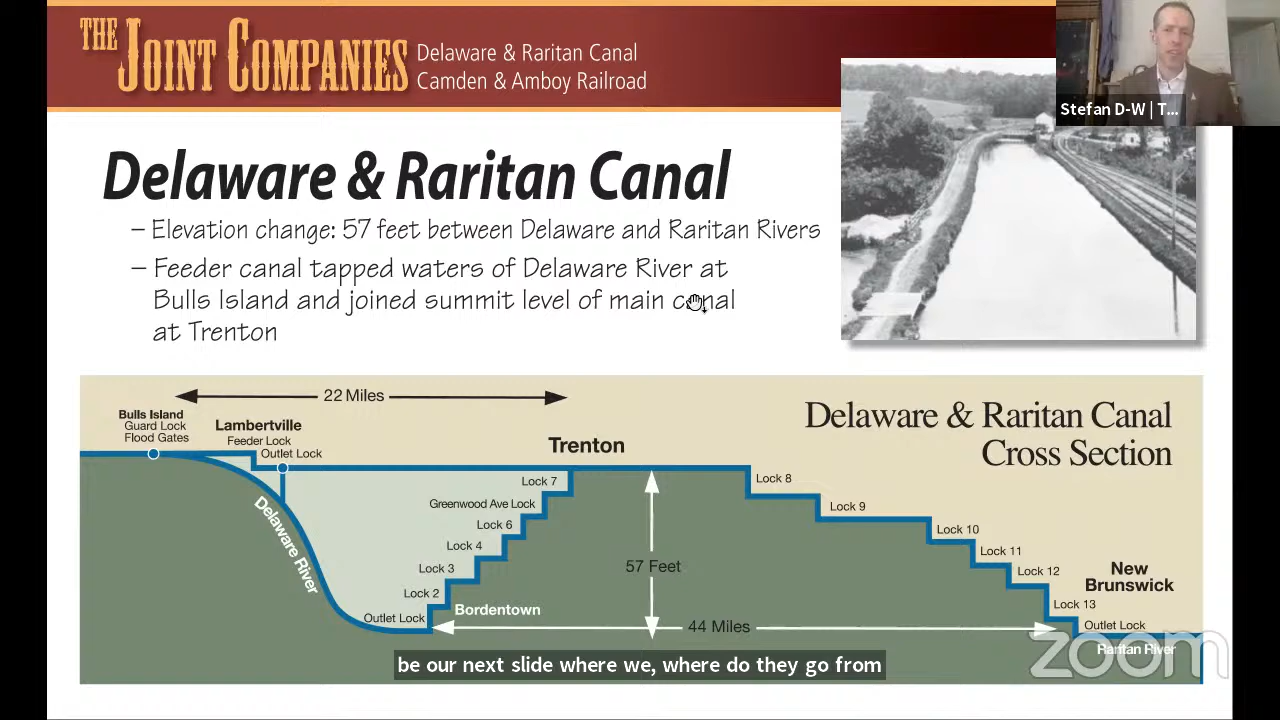 THE JOINT COMPANIES
Delaware & Raritan Canal
Camden & Amboy Railroad
Stefan D-W | T...
Delaware & Raritan Canal
– Elevation change: 57 feet between Delaware and Raritan Rivers
– Feeder canal tapped waters of Delaware River at
Bulls Island and joined summit level of main canal
at Trenton
22 Miles
Bulls Island
Guard Lock
Flood Gates
Lambertville
Feeder Lock
Outlet Lock
Trenton
Delaware & Raritan Canal
Cross Section
Delaware River
Lock 7
Greenwood Ave Lock
Lock 6
Lock 4
Lock 3
Lock 2
Outlet Lock
Bordentown
57 Feet
44 Miles
Lock 8
Lock 9
Lock 10
Lock 11
Lock 12
Lock 13
New
Brunswick
Outlet Lock
Raritan River
zoom
be our next slide where we, where do they go from